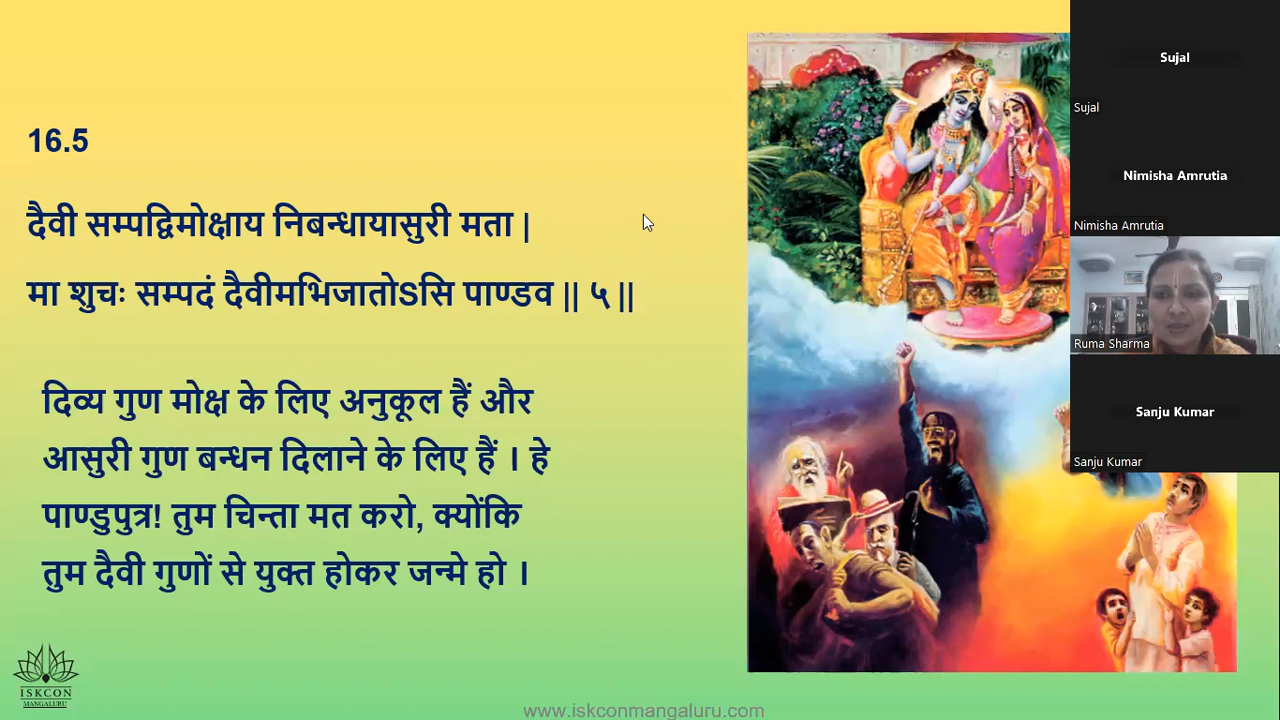 16.5
दैवी सम्पद्विमोक्षाय निबन्धायासुरी मता |
मा शुचः सम्पदं दैवीमभिजातोऽसि पाण्डव || ५ ||
दिव्य गुण मोक्ष के लिए अनुकूल हैं और
आसुरी गुण बन्धन दिलाने के लिए हैं । हे
पाण्डुपुत्र! तुम चिन्ता मत करो, क्योंकि
तुम दैवी गुणों से युक्त होकर जन्मे हो ।
ISKCON
MANGALURU
www.iskconmangaluru.com
Sujal
Sujal
Nimisha Amrutia
Nimisha Amrutia
Ruma Sharma
Sanju Kumar
Sanju Kumar